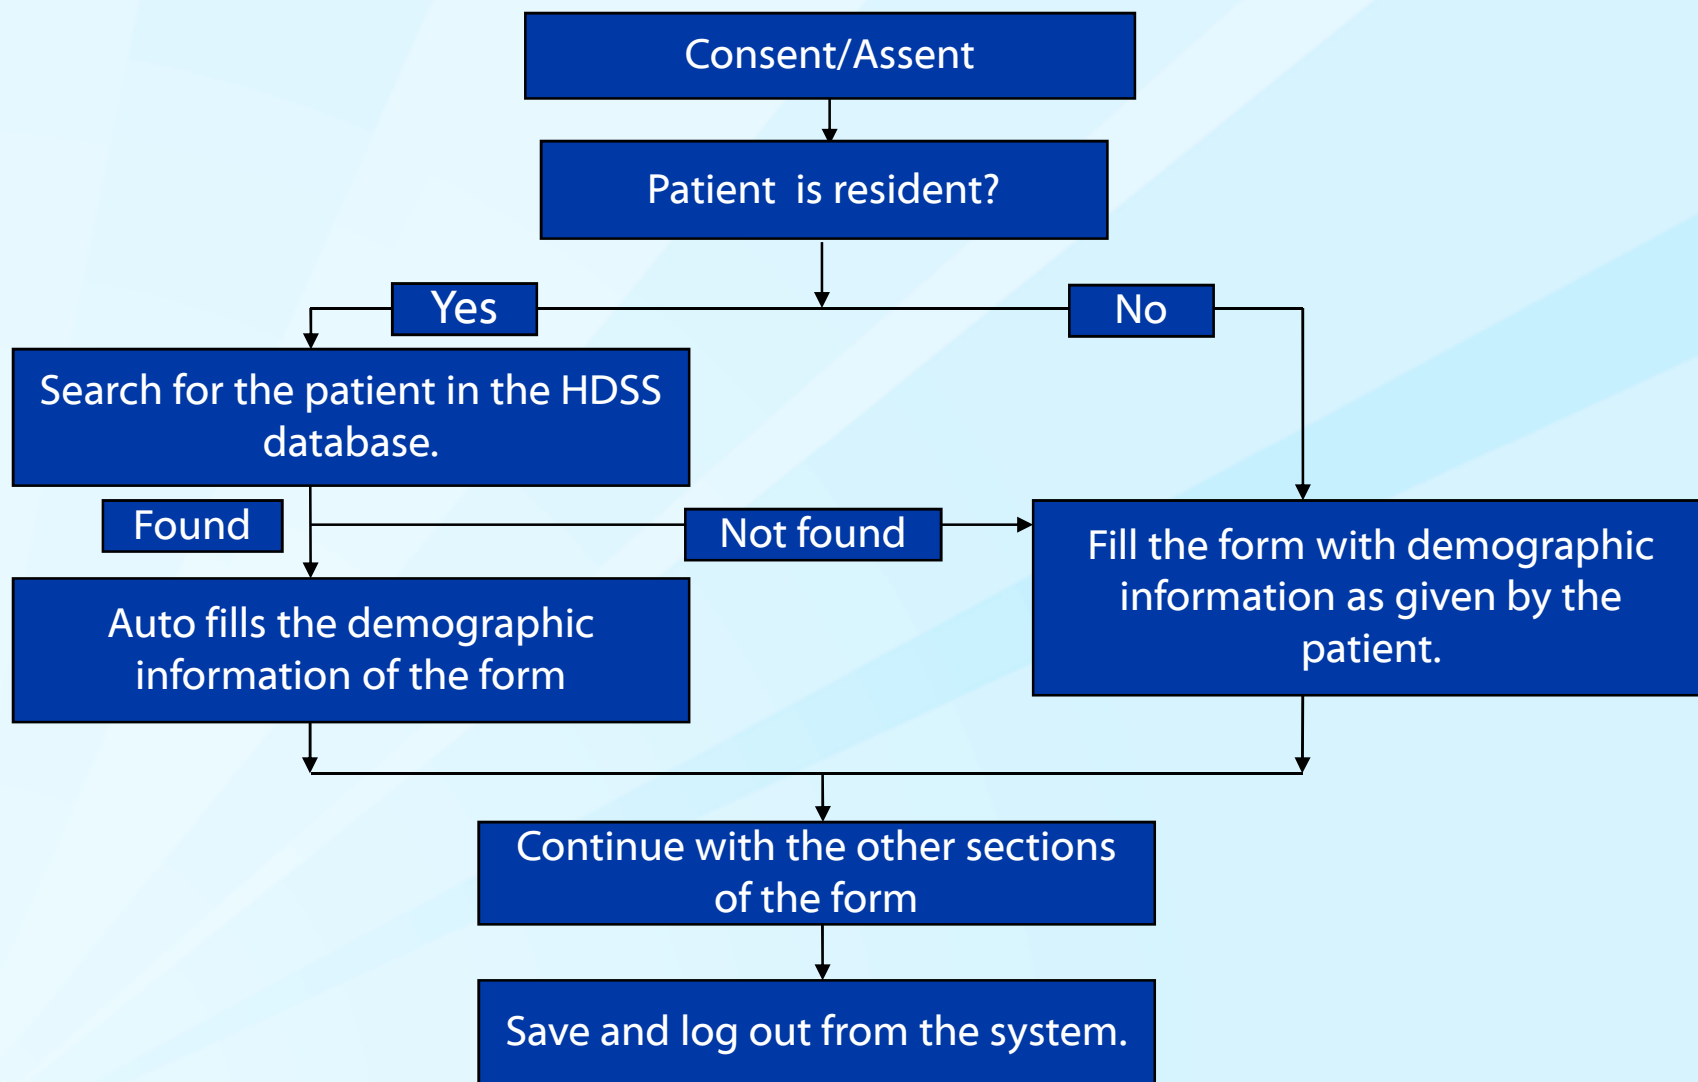 Consent/Assent
Patient is resident?
Yes
No
Search for the patient in the HDSS
database.
Found
Not found
Fill the form with demographic
information as given by the
patient.
Auto fills the demographic
information of the form
Continue with the other sections
of the form
Save and log out from the system.